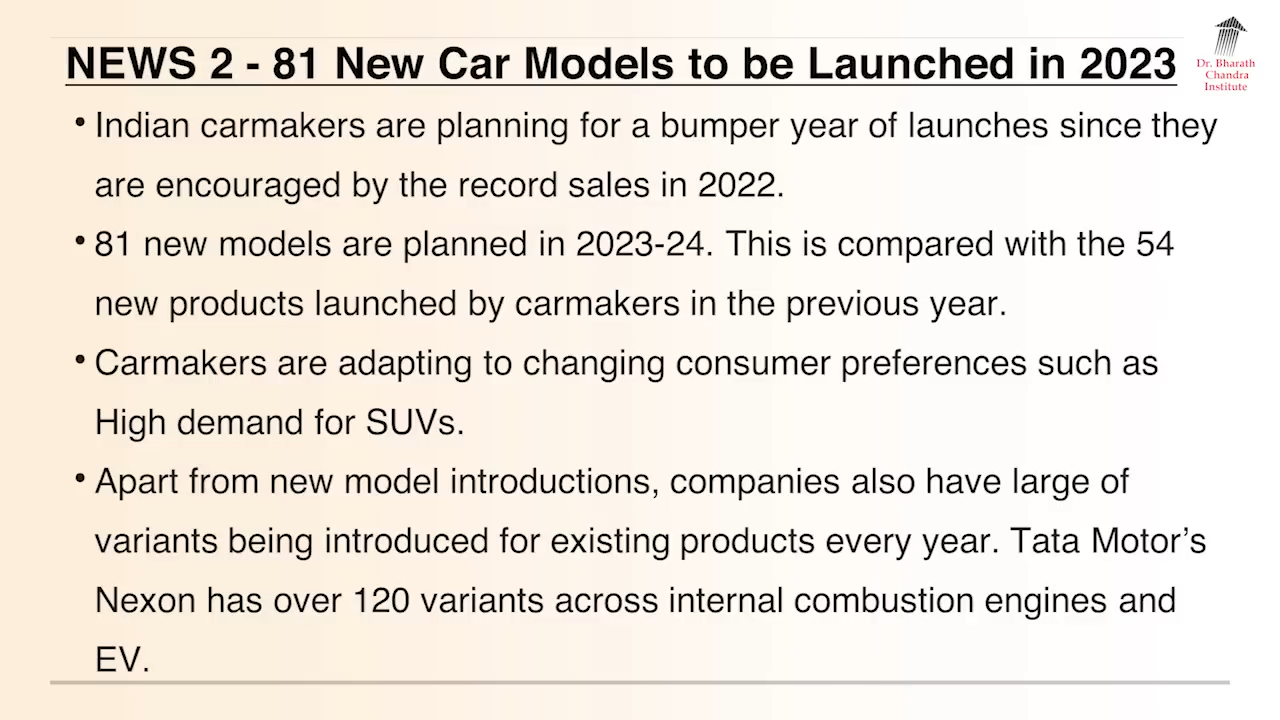 NEWS 2 - 81 New Car Models to be Launched in 2023
Dr. Bharath
Chandra
Institute
• Indian carmakers are planning for a bumper year of launches since they
are encouraged by the record sales in 2022.
• 81 new models are planned in 2023-24. This is compared with the 54
new products launched by carmakers in the previous year.
• Carmakers are adapting to changing consumer preferences such as
High demand for SUVs.
• Apart from new model introductions, companies also have large of
variants being introduced for existing products every year. Tata Motor’s
Nexon has over 120 variants across internal combustion engines and
EV.